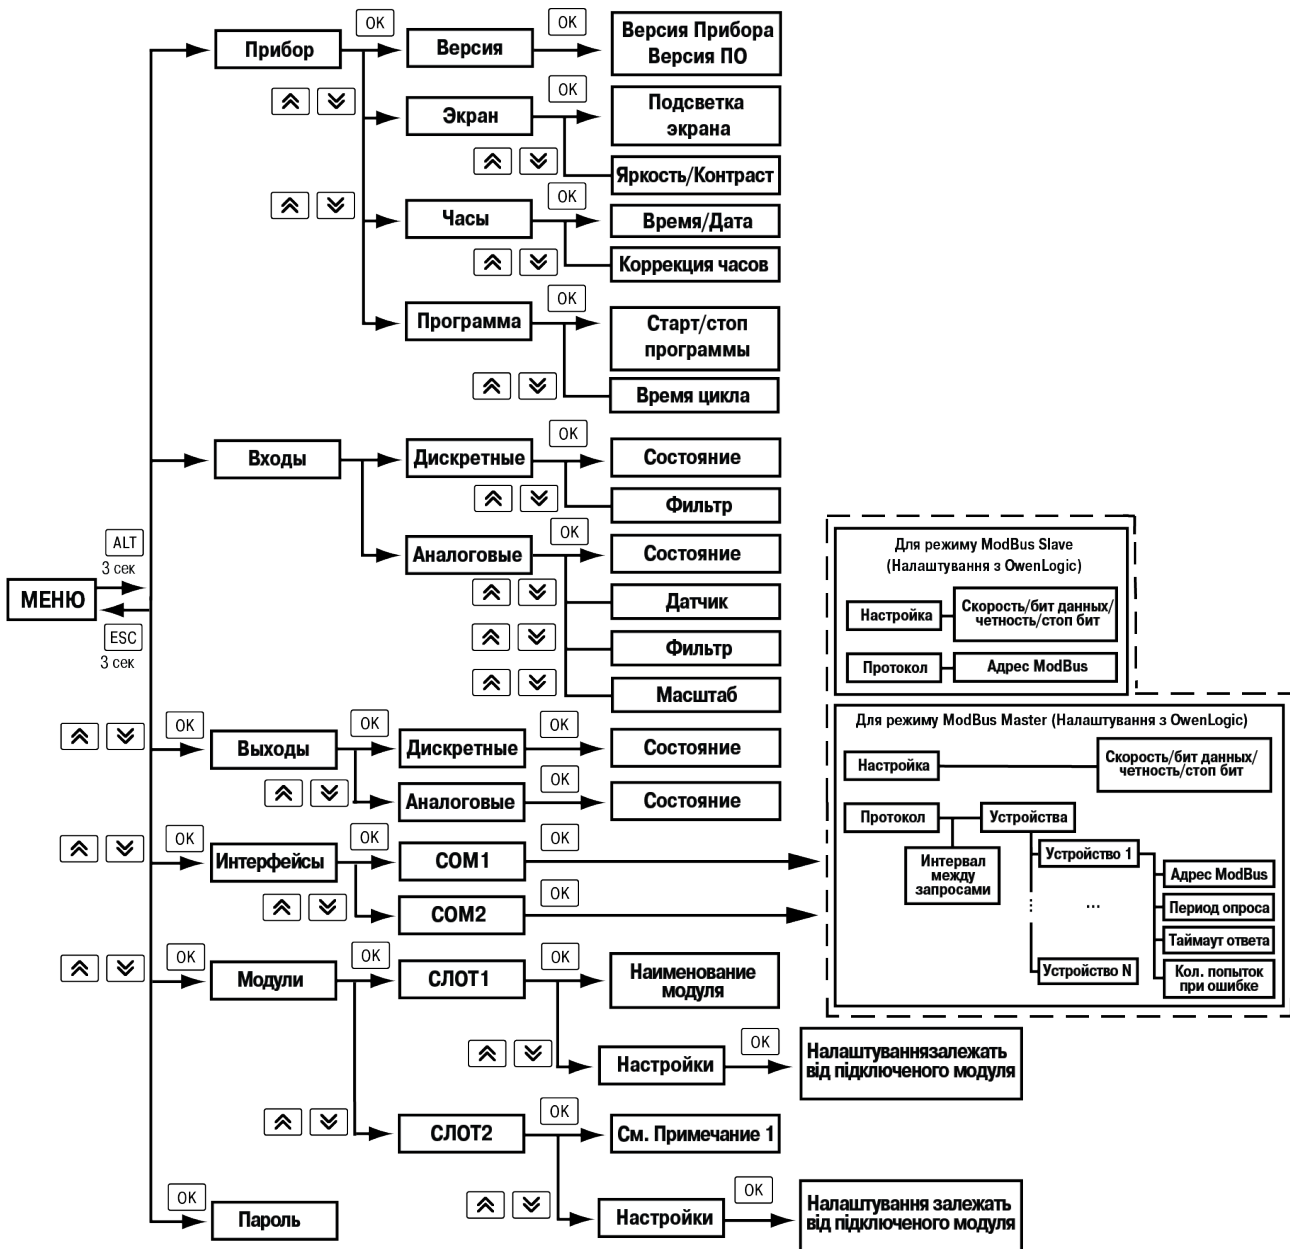 OK
OK
Прибор
Версия
Версия Прибора
Версия ПО
OK
Экран
Подсветка
экрана
Яркость/Контраст
OK
Часы
Время/Дата
Коррекция часов
OK
Программа
Старт/стоп
программы
Время цикла
OK
Входы
Дискретные
Состояние
Фильтр
OK
Аналоговые
Состояние
Датчик
Фильтр
Масштаб
ALT
3 сек
МЕНЮ
ESC
3 сек
OK
Выходы
OK
Дискретные
OK
Состояние
Аналоговые
OK
Состояние
OK
Интерфейсы
OK
COM1
OK
COM2
OK
Для режиму ModBus Slave
(Налаштування з OwenLogic)
Настройка
Скорость/бит данных/
четность/стоп бит
Протокол
Адрес ModBus
Для режиму ModBus Master (Налаштування з OwenLogic)
Настройка
Скорость/бит данных/
четность/стоп бит
Протокол
Устройства
Интервал
между
запросами
Устройство 1
Адрес ModBus
...
...
Период опроса
Таймаут ответа
Устройство N
Кол. попыток
при ошибке
OK
Модули
OK
СЛОТ1
OK
Наименование
модуля
Настройки
OK
Налаштуваннязалежать
від підключеного модуля
СЛОТ2
OK
См. Примечание 1
Настройки
OK
Налаштування залежать
від підключеного модуля
OK
Пароль